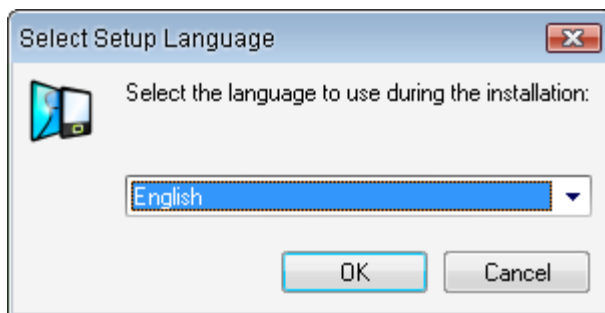 Select Setup Language
Select the language to use during the installation:
English
OK
Cancel